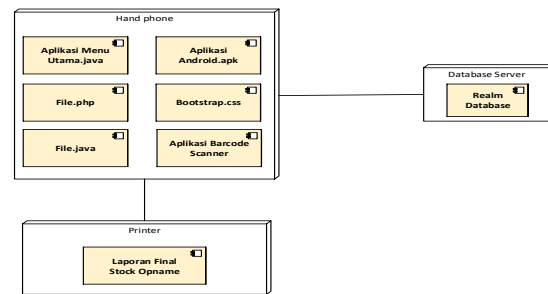 Hand phone
Aplikasi Menu
Utama.java
Aplikasi
Android.apk
File.php
Bootstrap.css
File.java
Aplikasi Barcode
Scanner
Database Server
Realm
Database
Printer
Laporan Final
Stock Opname